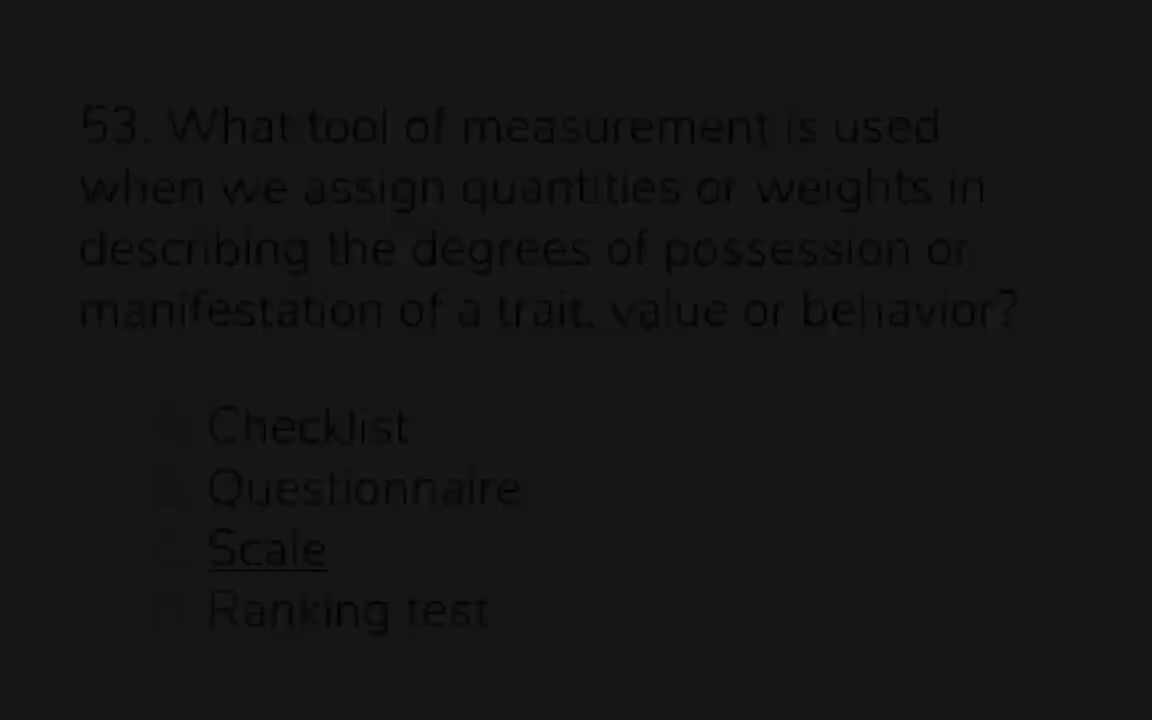 53. What tool of measurement is used
when we assign quantities or weights in
describing the degrees of possession or
manifestation of a trait, value or behavior?
A. Checklist
B. Questionnaire
C. Scale
D. Ranking test